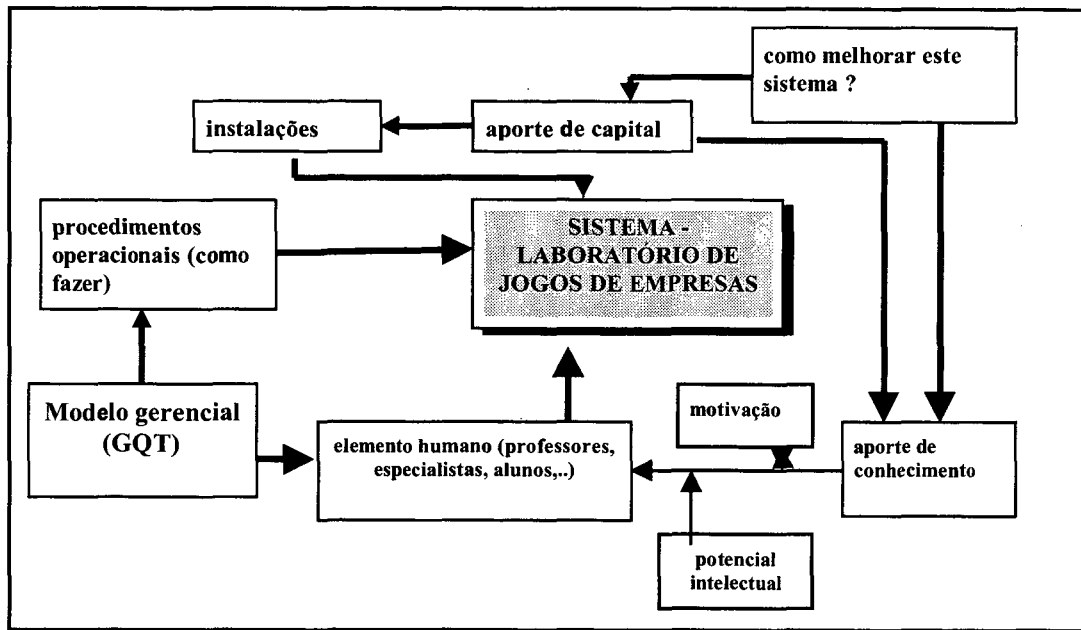 como melhorar este
sistema ?
instalações
aporte de capital
procedimentos
operacionais (como
fazer)
SISTEMA -
LABORATÓRIO DE
JOGOS DE EMPRESAS
Modelo gerencial
(GQT)
elemento humano (professores,
especialistas, alunos,..)
motivação
aporte de
conhecimento
potencial
intelectual